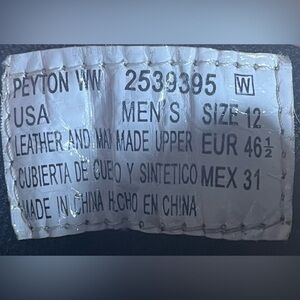 PEYTON WW 2539395 W
USA MEN'S SIZE 12
LEATHER AND MAN MADE UPPER EUR 46 1/2
CUBIERTA DE CUERO Y SINTETICO MEX 31
MADE IN CHINA HECHO EN CHINA